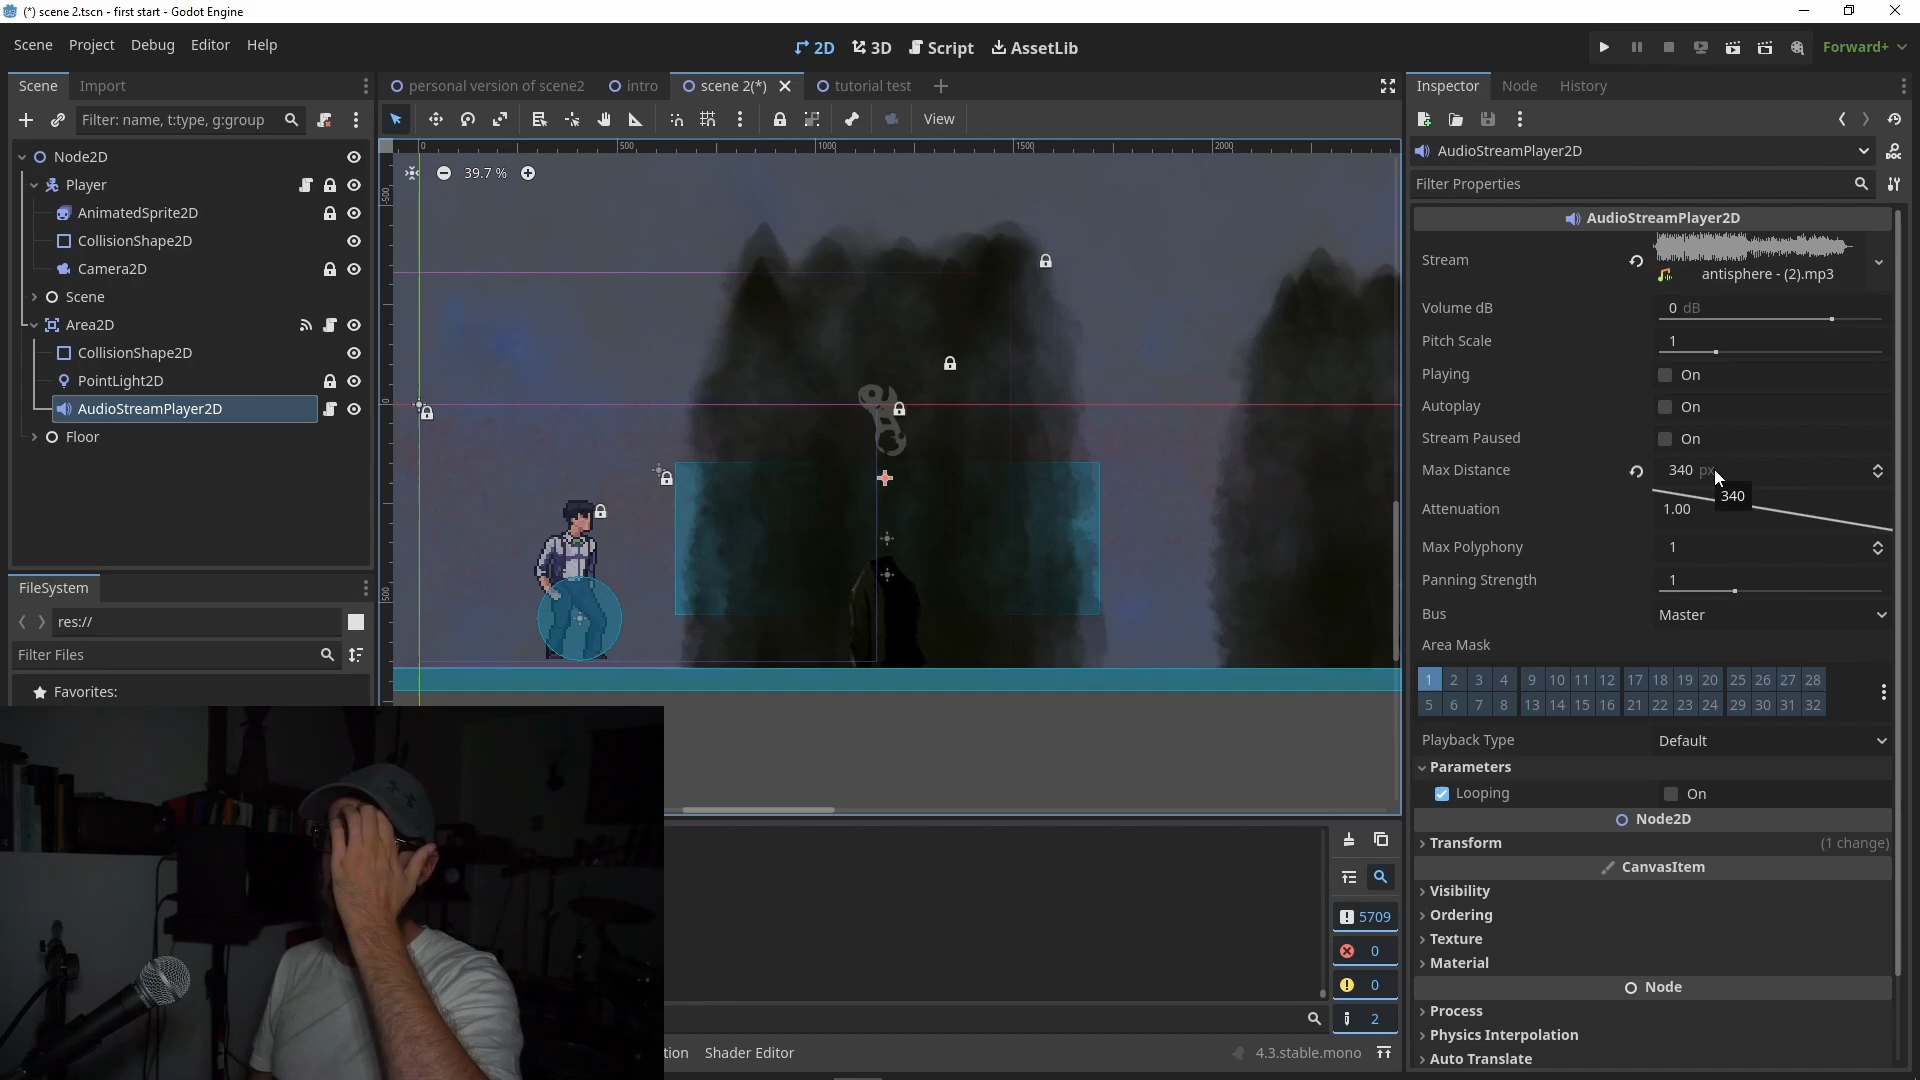 (*) scene 2.tscn - first start - Godot Engine
Scene Project Debug Editor Help
2D 3D Script AssetLib
Forward+
Scene Import
Filter: name, t:type, g:group
Node2D
Player
AnimatedSprite2D
CollisionShape2D
Camera2D
Scene
Area2D
CollisionShape2D
PointLight2D
AudioStreamPlayer2D
Floor
FileSystem
res://
Filter Files
Favorites:
personal version of scene2 intro scene 2(*) tutorial test
View
0 500 1000 1500 2000
39.7 %
500
0
500
5709
0
0
2
tion Shader Editor
4.3.stable.mono
Inspector Node History
AudioStreamPlayer2D
Filter Properties
AudioStreamPlayer2D
Stream
antisphere - (2).mp3
Volume dB 0 dB
Pitch Scale 1
Playing On
Autoplay On
Stream Paused On
Max Distance 340 px
340
Attenuation 1.00
Max Polyphony 1
Panning Strength 1
Bus Master
Area Mask
1 2 3 4 9 10 11 12 17 18 19 20 25 26 27 28
5 6 7 8 13 14 15 16 21 22 23 24 29 30 31 32
Playback Type Default
Parameters
Looping On
Node2D
Transform (1 change)
CanvasItem
Visibility
Ordering
Texture
Material
Node
Process
Physics Interpolation
Auto Translate